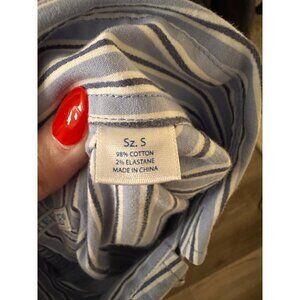 Sz. S
98% COTTON
2% ELASTANE
MADE IN CHINA